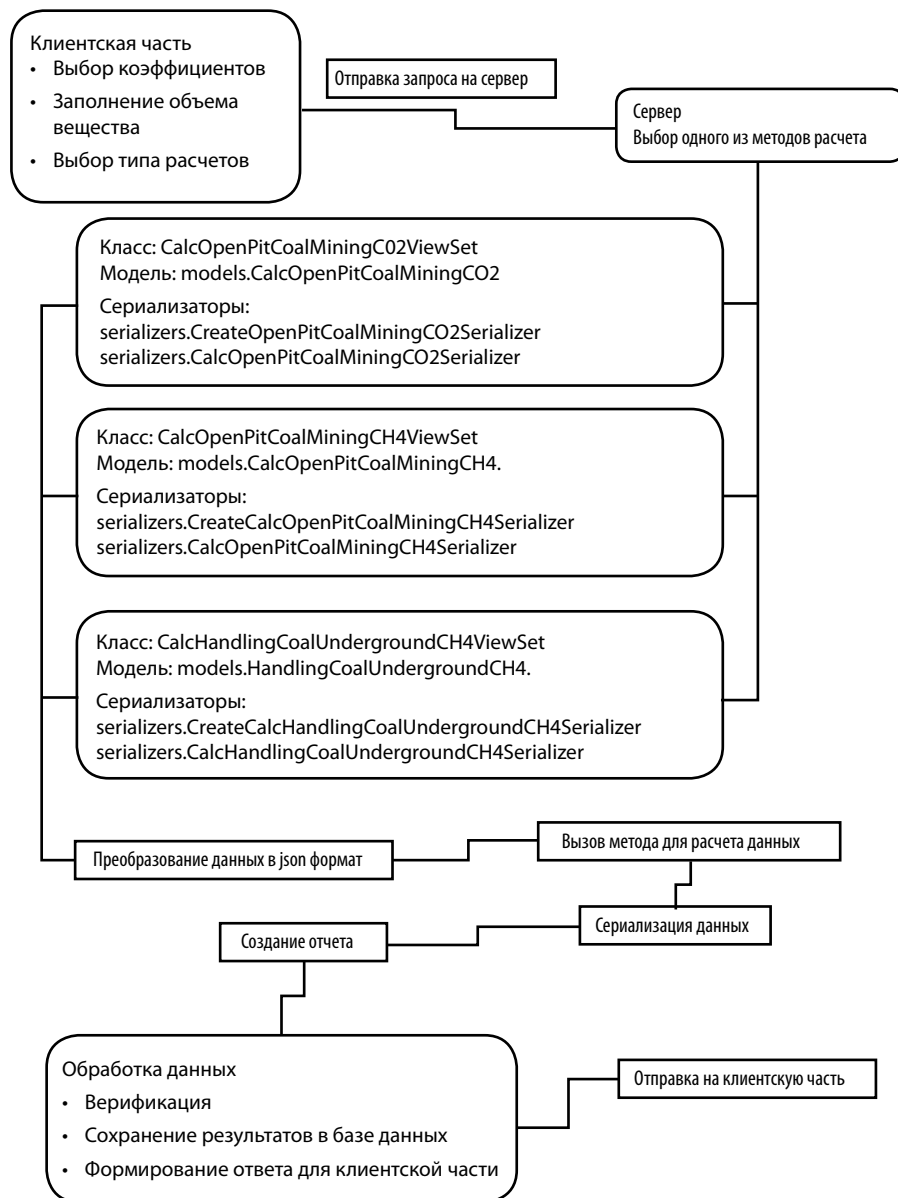 Клиентская часть
• Выбор коэффициентов
• Заполнение объема
вещества
• Выбор типа расчетов
Отправка запроса на сервер
Сервер
Выбор одного из методов расчета
Класс: CalcOpenPitCoalMiningC02ViewSet
Модель: models.CalcOpenPitCoalMiningCO2
Сериализаторы:
serializers.CreateOpenPitCoalMiningCO2Serializer
serializers.CalcOpenPitCoalMiningCO2Serializer
Класс: CalcOpenPitCoalMiningCH4ViewSet
Модель: models.CalcOpenPitCoalMiningCH4.
Сериализаторы:
serializers.CreateCalcOpenPitCoalMiningCH4Serializer
serializers.CalcOpenPitCoalMiningCH4Serializer
Класс: CalcHandlingCoalUndergroundCH4ViewSet
Модель: models.HandlingCoalUndergroundCH4.
Сериализаторы:
serializers.CreateCalcHandlingCoalUndergroundCH4Serializer
serializers.CalcHandlingCoalUndergroundCH4Serializer
Преобразование данных в json формат
Вызов метода для расчета данных
Сериализация данных
Создание отчета
Обработка данных
• Верификация
• Сохранение результатов в базе данных
• Формирование ответа для клиентской части
Отправка на клиентскую часть